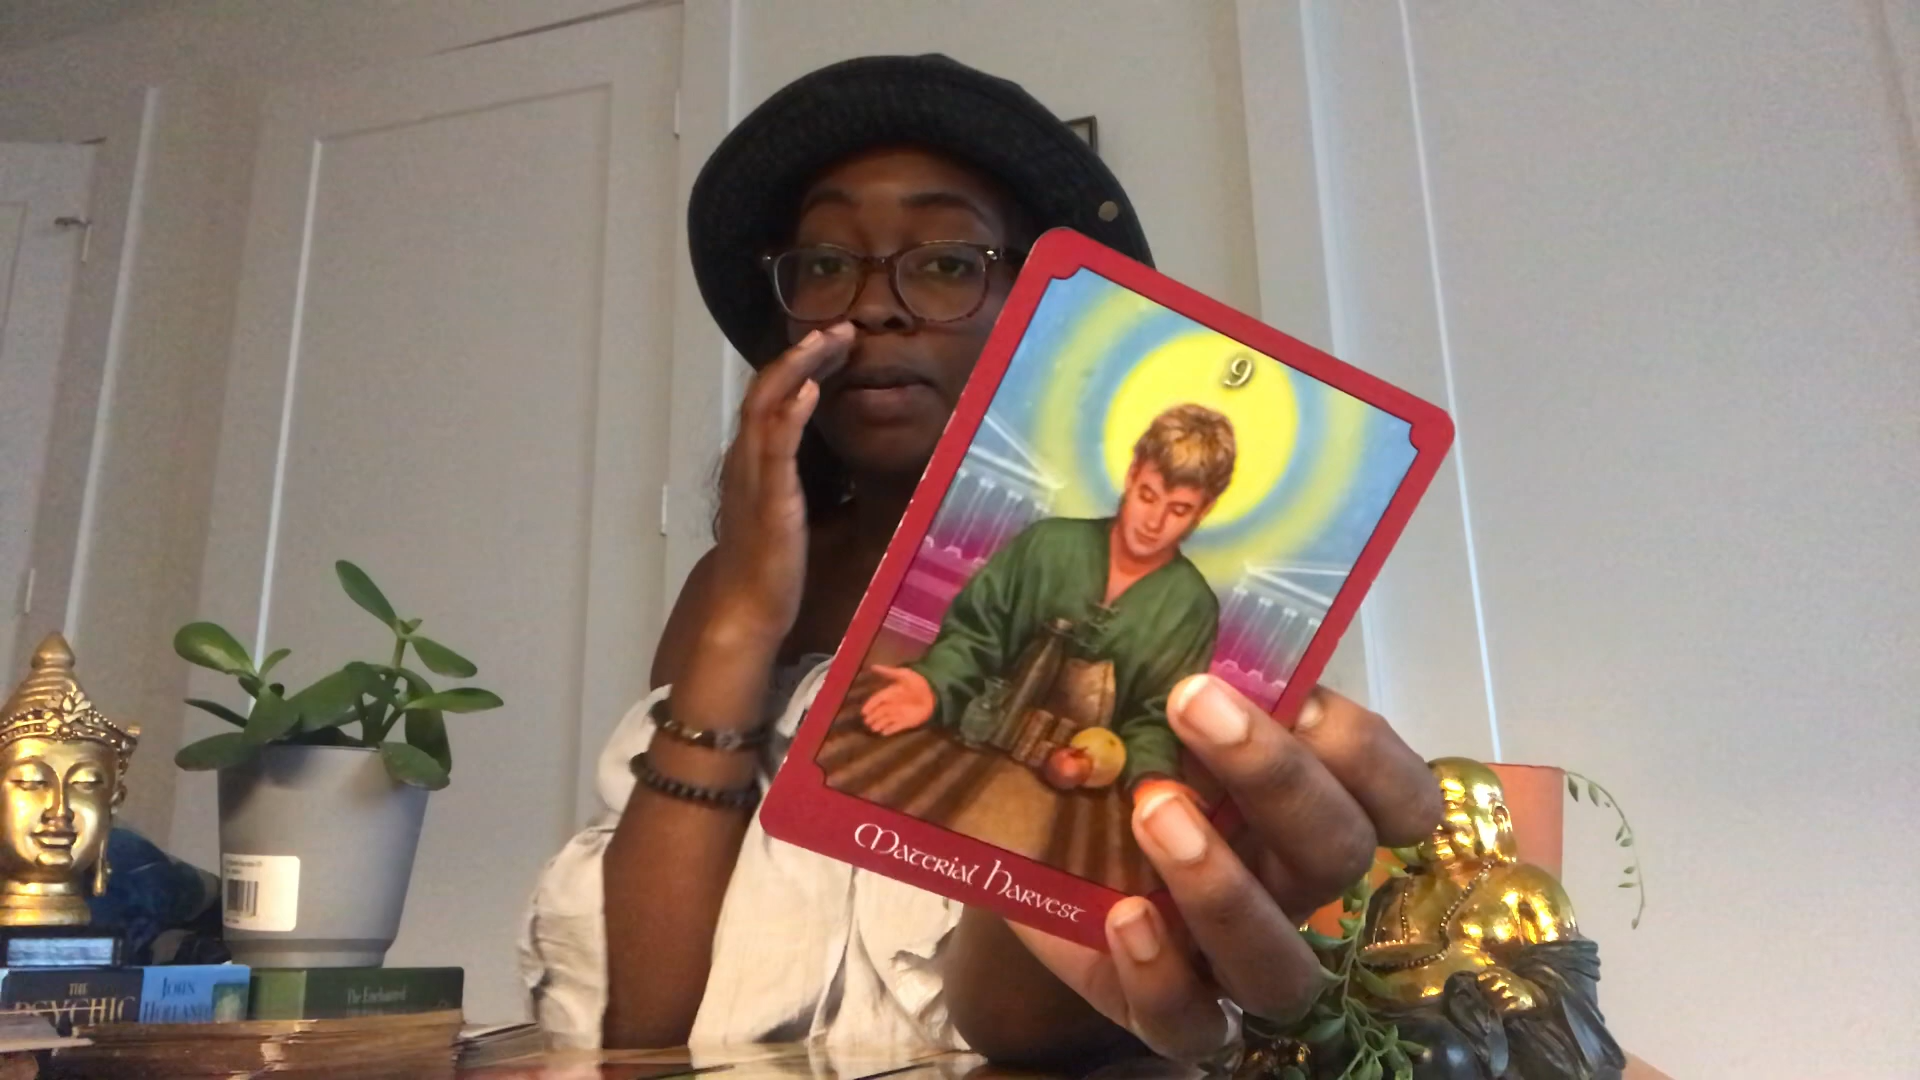 9
Material Harvest
THE
PSYCHIC
JOHN
HOLLAND
The Enchanted